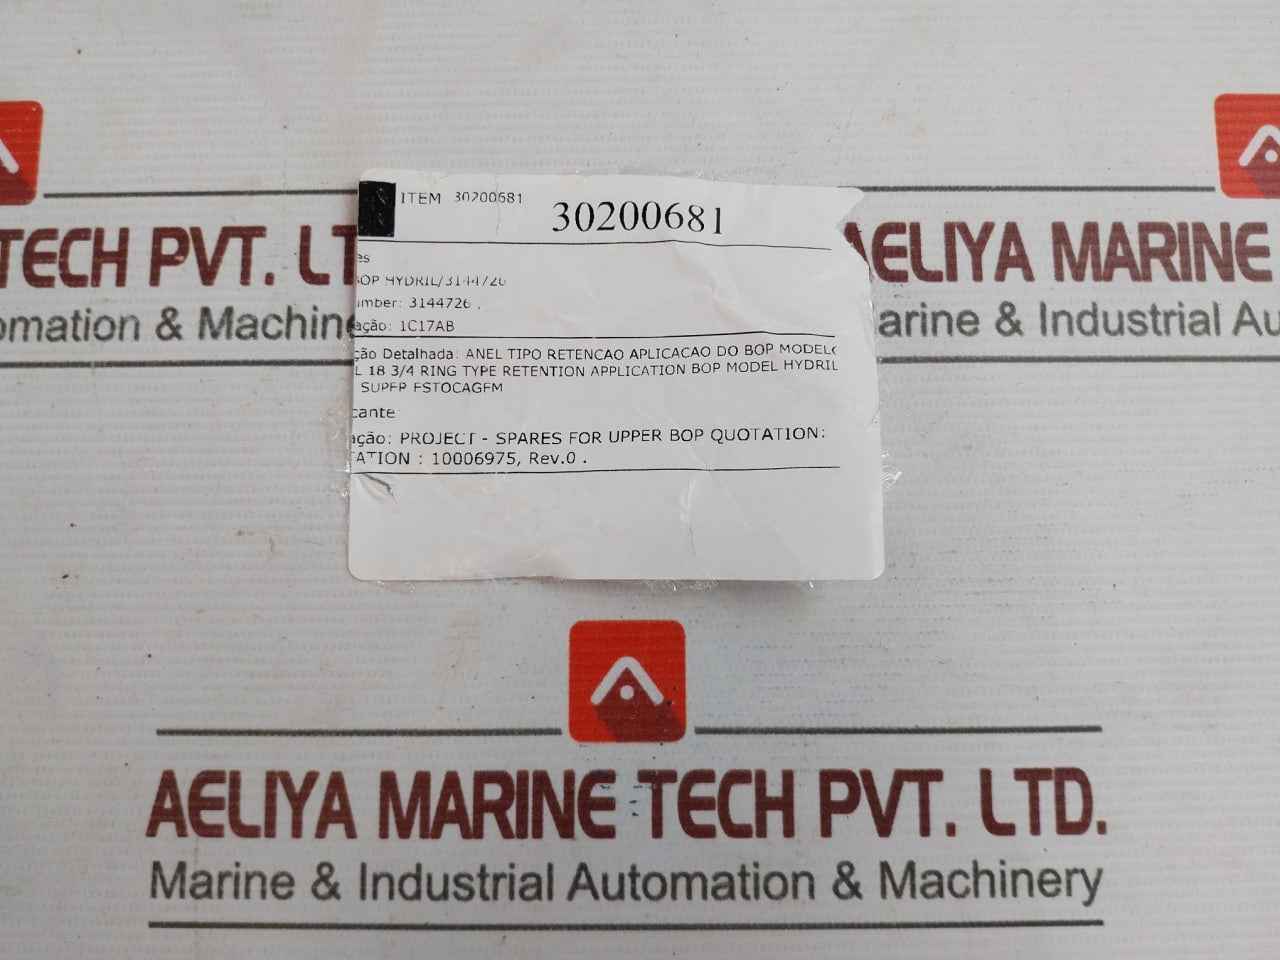 ITEM 30200681
30200681
es
BOP HYDRIL/3144726
umber: 3144726 .
ação: 1C17AB
ção Detalhada: ANEL TIPO RETENCAO APLICACAO DO BOP MODELO
L 18 3/4 RING TYPE RETENTION APPLICATION BOP MODEL HYDRIL
SUPER ESTOCAGEM
cante
ação: PROJECT - SPARES FOR UPPER BOP QUOTATION:
TATION : 10006975, Rev.0 .
TECH PVT. LT
omation & Machin
AELIYA MARINE
arine & Industrial Au
AELIYA MARINE TECH PVT. LTD.
Marine & Industrial Automation & Machinery